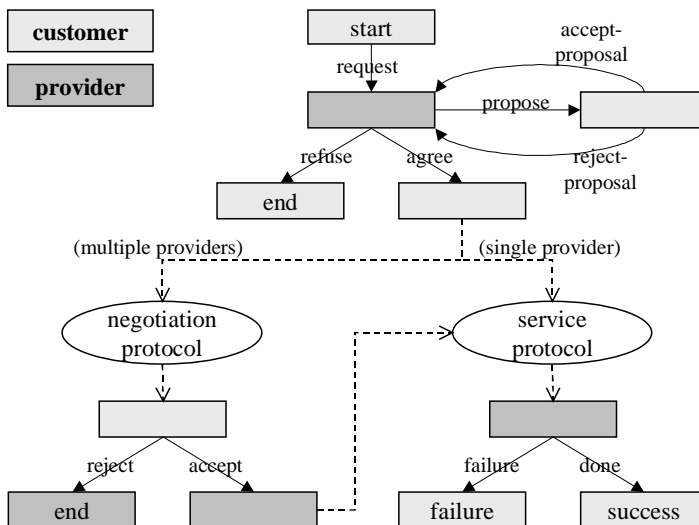 customer
provider
start
request
accept-
proposal
propose
reject-
proposal
refuse
agree
end
(multiple providers)
(single provider)
negotiation
protocol
service
protocol
reject
accept
failure
done
end
failure
success